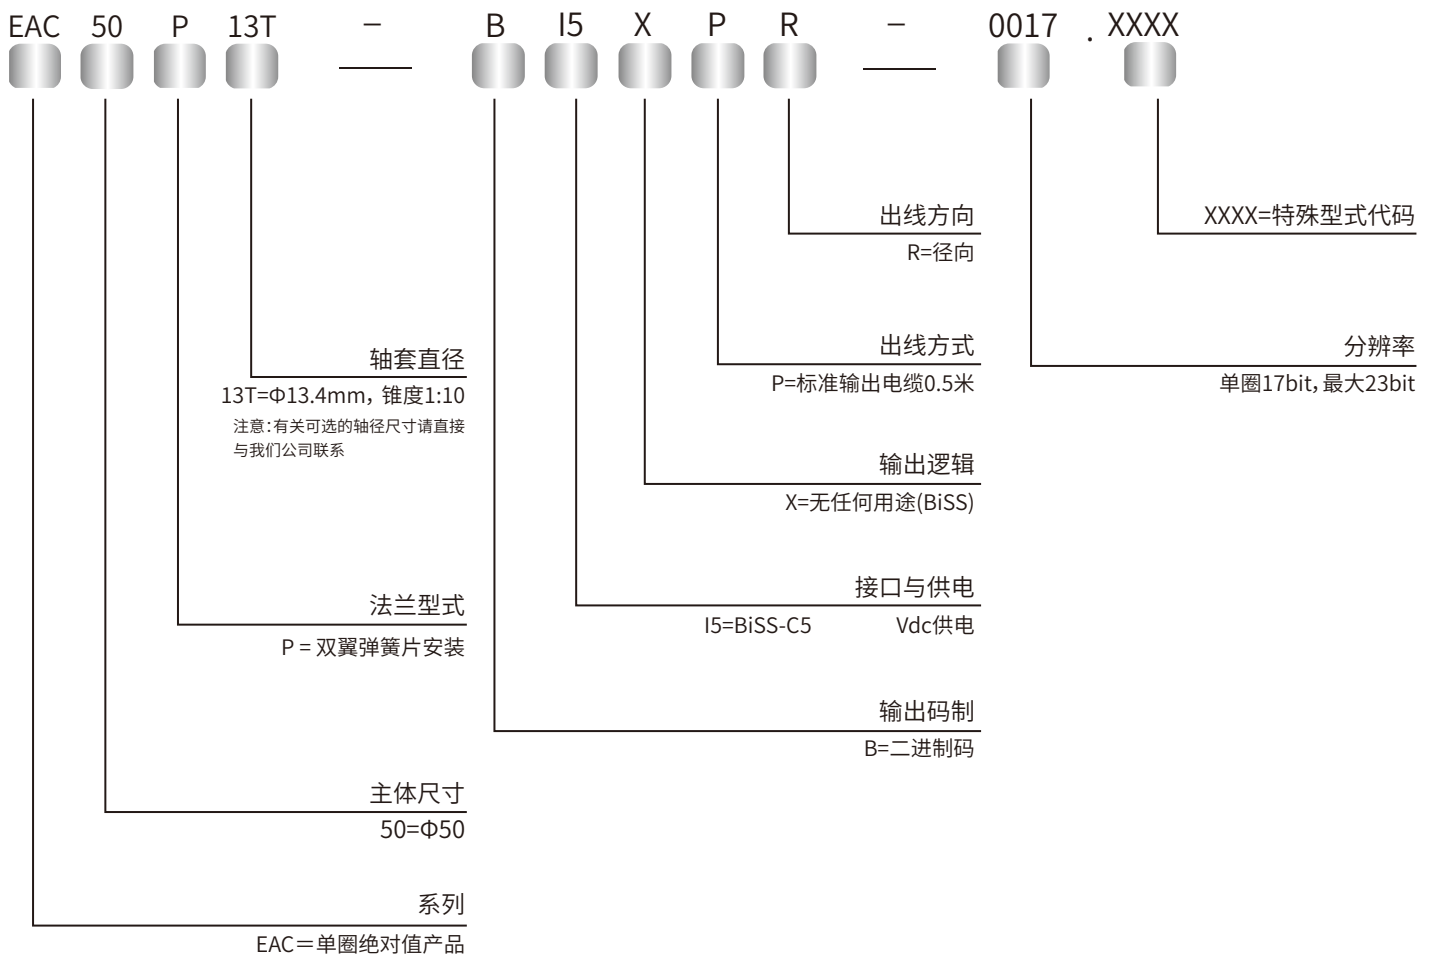 EAC 50 P 13T – B I5 X P R – 0017 . XXXX
出线方向
R=径向
XXXX=特殊型式代码
轴套直径
13T=Φ13.4mm，锥度1:10
注意：有关可选的轴径尺寸请直接
与我们公司联系
出线方式
P=标准输出电缆0.5米
分辨率
单圈17bit，最大23bit
输出逻辑
X=无任何用途(BiSS)
法兰型式
P = 双翼弹簧片安装
接口与供电
I5=BiSS-C5 Vdc供电
输出码制
B=二进制码
主体尺寸
50=Φ50
系列
EAC＝单圈绝对值产品